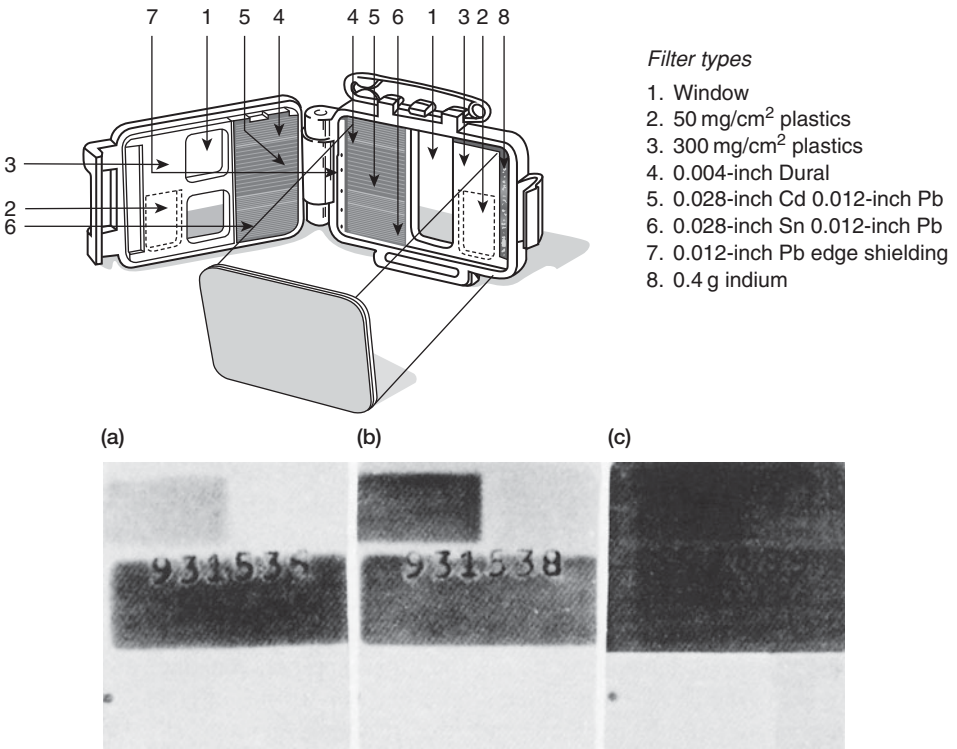 7 1 5 4 4 5 6 1 3 2 8
3
2
6
Filter types
1. Window
2. 50 mg/cm² plastics
3. 300 mg/cm² plastics
4. 0.004-inch Dural
5. 0.028-inch Cd 0.012-inch Pb
6. 0.028-inch Sn 0.012-inch Pb
7. 0.012-inch Pb edge shielding
8. 0.4 g indium
(a) (b) (c)
931538 931538